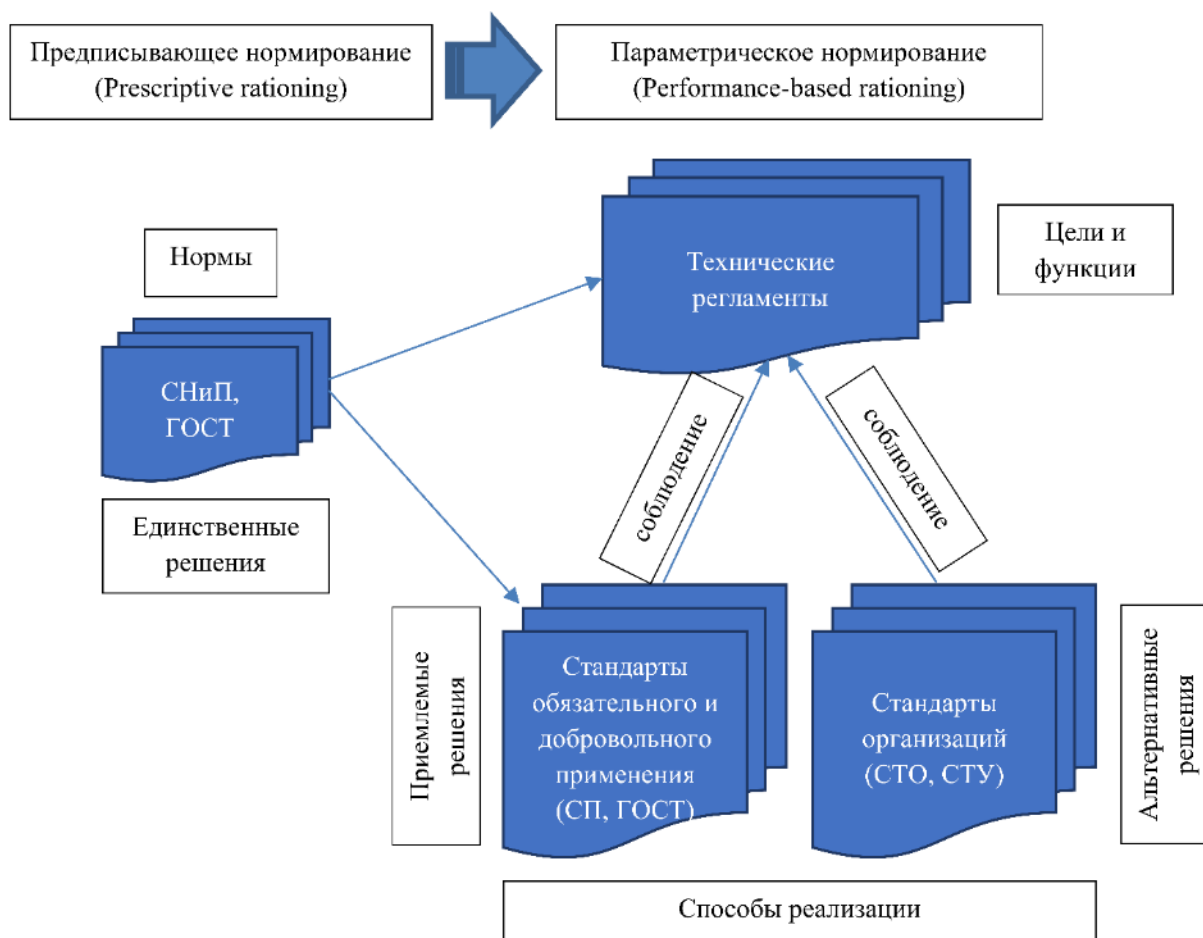 Предписывающее нормирование
(Prescriptive rationing)
Параметрическое нормирование
(Performance-based rationing)
Нормы
Технические
регламенты
Цели и
функции
СНиП,
ГОСТ
Единственные
решения
соблюдение
соблюдение
Приемлемые
решения
Стандарты
обязательного и
добровольного
применения
(СП, ГОСТ)
Стандарты
организаций
(СТО, СТУ)
Альтернативные
решения
Способы реализации